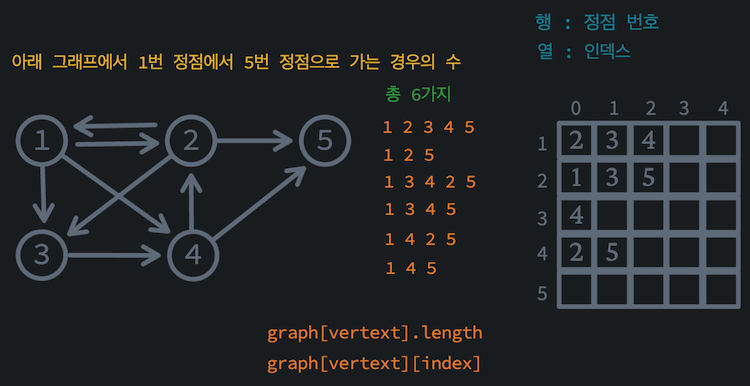 행 : 정점 번호
열 : 인덱스
아래 그래프에서 1번 정점에서 5번 정점으로 가는 경우의 수
총 6가지
1 2 3 4 5
1 2 5
1 3 4 2 5
1 3 4 5
1 4 2 5
1 4 5
1 2 5
3 4
0 1 2 3 4
1 2 3 4
2 1 3 5
3 4
4 2 5
5
graph[vertext].length
graph[vertext][index]